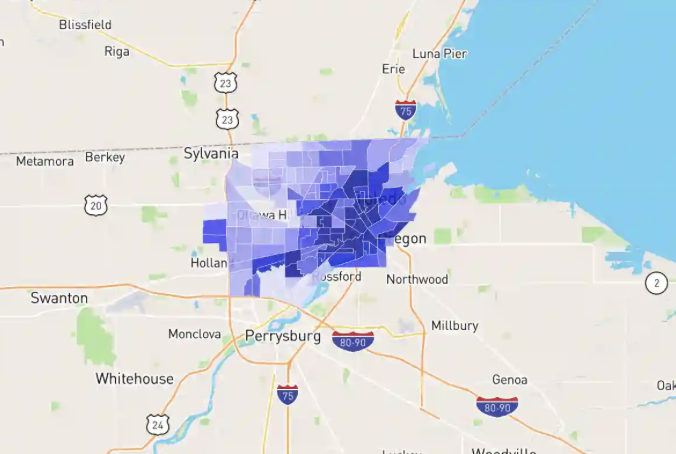 Blissfield
Riga
Luna Pier
Erie
23
75
23
Sylvania
Metamora
Berkey
20
Ottawa H
egon
Holland
Rossford
Northwood
2
Swanton
Millbury
Monclova
Perrysburg
80-90
Whitehouse
Genoa
75
80-90
Oak
24
Woodville